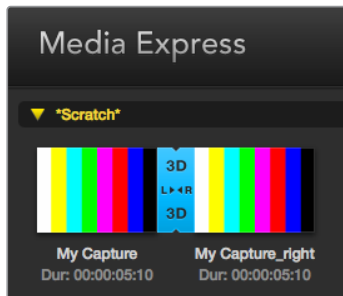 Media Express
*Scratch*
3D
L▸◂R
3D
My Capture
My Capture_right
Dur: 00:00:05:10
Dur: 00:00:05:10